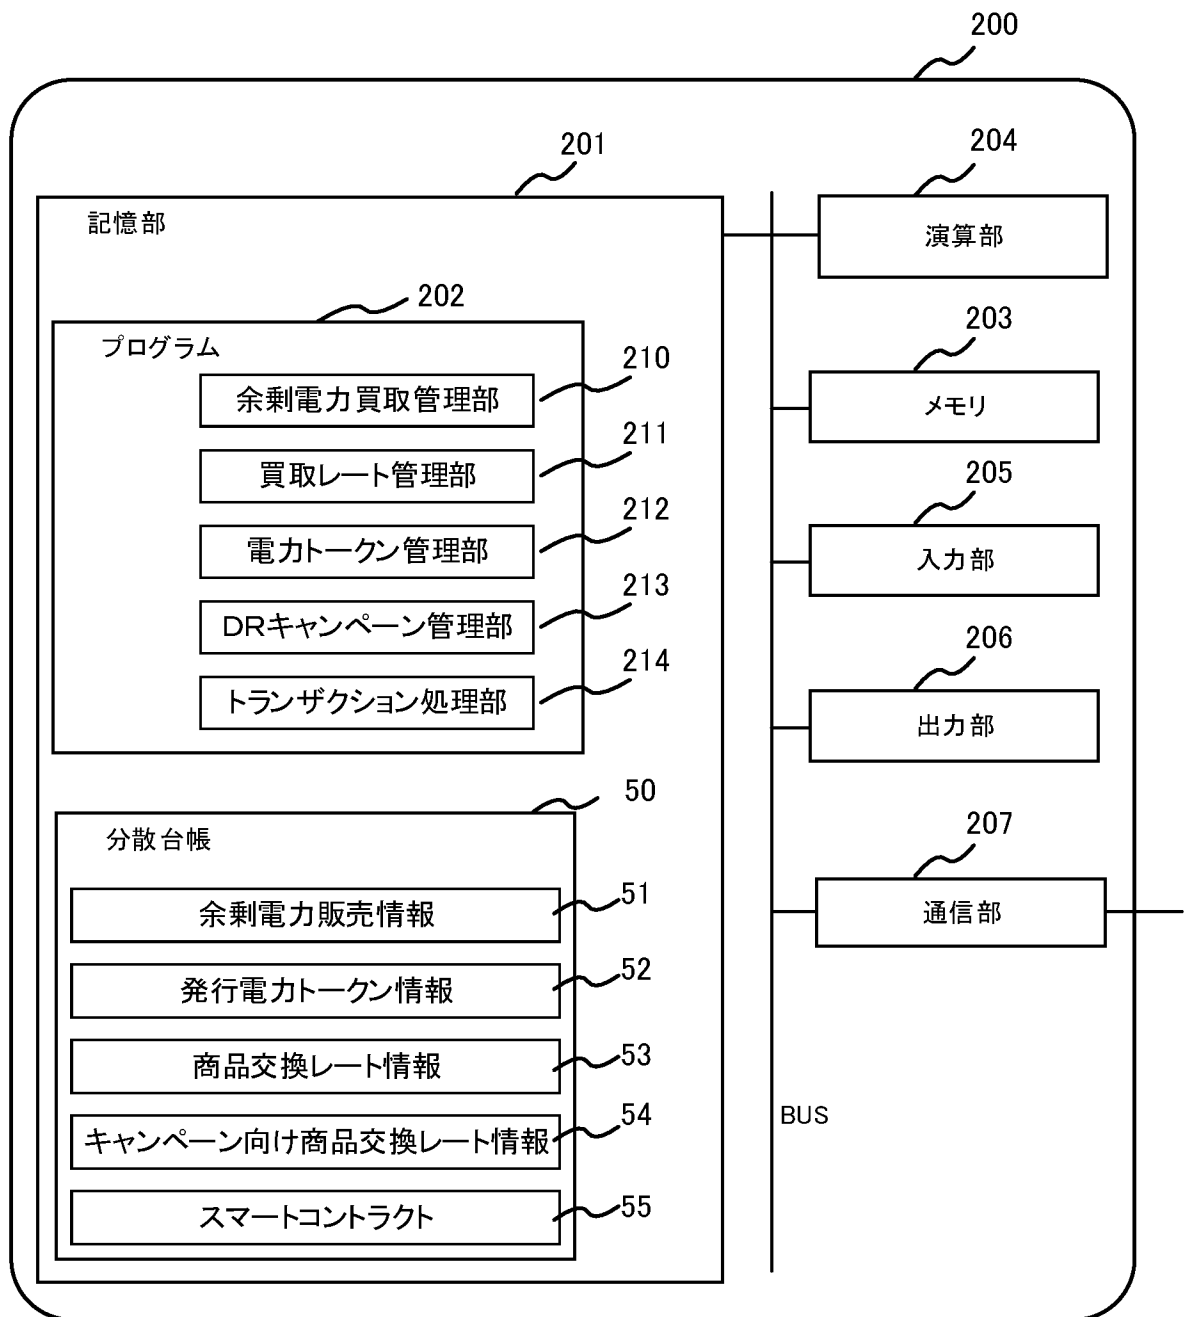 200
201
記憶部
202
プログラム
210
余剰電力買取管理部
211
買取レート管理部
212
電力トークン管理部
213
DRキャンペーン管理部
214
トランザクション処理部
50
分散台帳
51
余剰電力販売情報
52
発行電力トークン情報
53
商品交換レート情報
54
キャンペーン向け商品交換レート情報
55
スマートコントラクト
204
演算部
203
メモリ
205
入力部
206
出力部
207
通信部
BUS